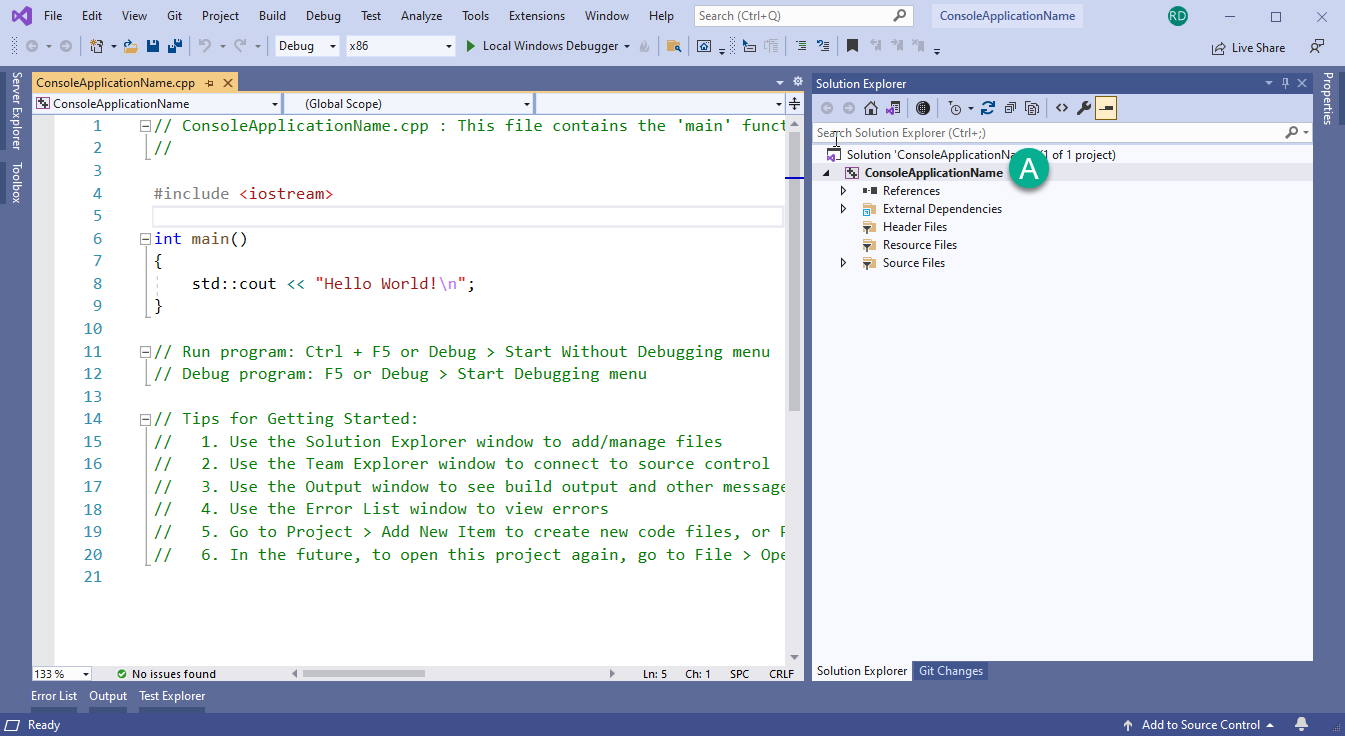 File Edit View Git Project Build Debug Test Analyze Tools Extensions Window Help Search (Ctrl+Q) ConsoleApplicationName RD
Debug x86 Local Windows Debugger Live Share
Server Explorer
Toolbox
ConsoleApplicationName.cpp
ConsoleApplicationName (Global Scope)
1 // ConsoleApplicationName.cpp : This file contains the 'main' funct
2 //
3
4 #include <iostream>
5
6 int main()
7 {
8 std::cout << "Hello World!\n";
9 }
10
11 // Run program: Ctrl + F5 or Debug > Start Without Debugging menu
12 // Debug program: F5 or Debug > Start Debugging menu
13
14 // Tips for Getting Started:
15 // 1. Use the Solution Explorer window to add/manage files
16 // 2. Use the Team Explorer window to connect to source control
17 // 3. Use the Output window to see build output and other message
18 // 4. Use the Error List window to view errors
19 // 5. Go to Project > Add New Item to create new code files, or P
20 // 6. In the future, to open this project again, go to File > Ope
21
133 % No issues found Ln: 5 Ch: 1 SPC CRLF
Solution Explorer
Search Solution Explorer (Ctrl+;)
Solution 'ConsoleApplicationNa (1 of 1 project)
ConsoleApplicationName A
References
External Dependencies
Header Files
Resource Files
Source Files
Solution Explorer Git Changes
Properties
Error List Output Test Explorer
Ready Add to Source Control